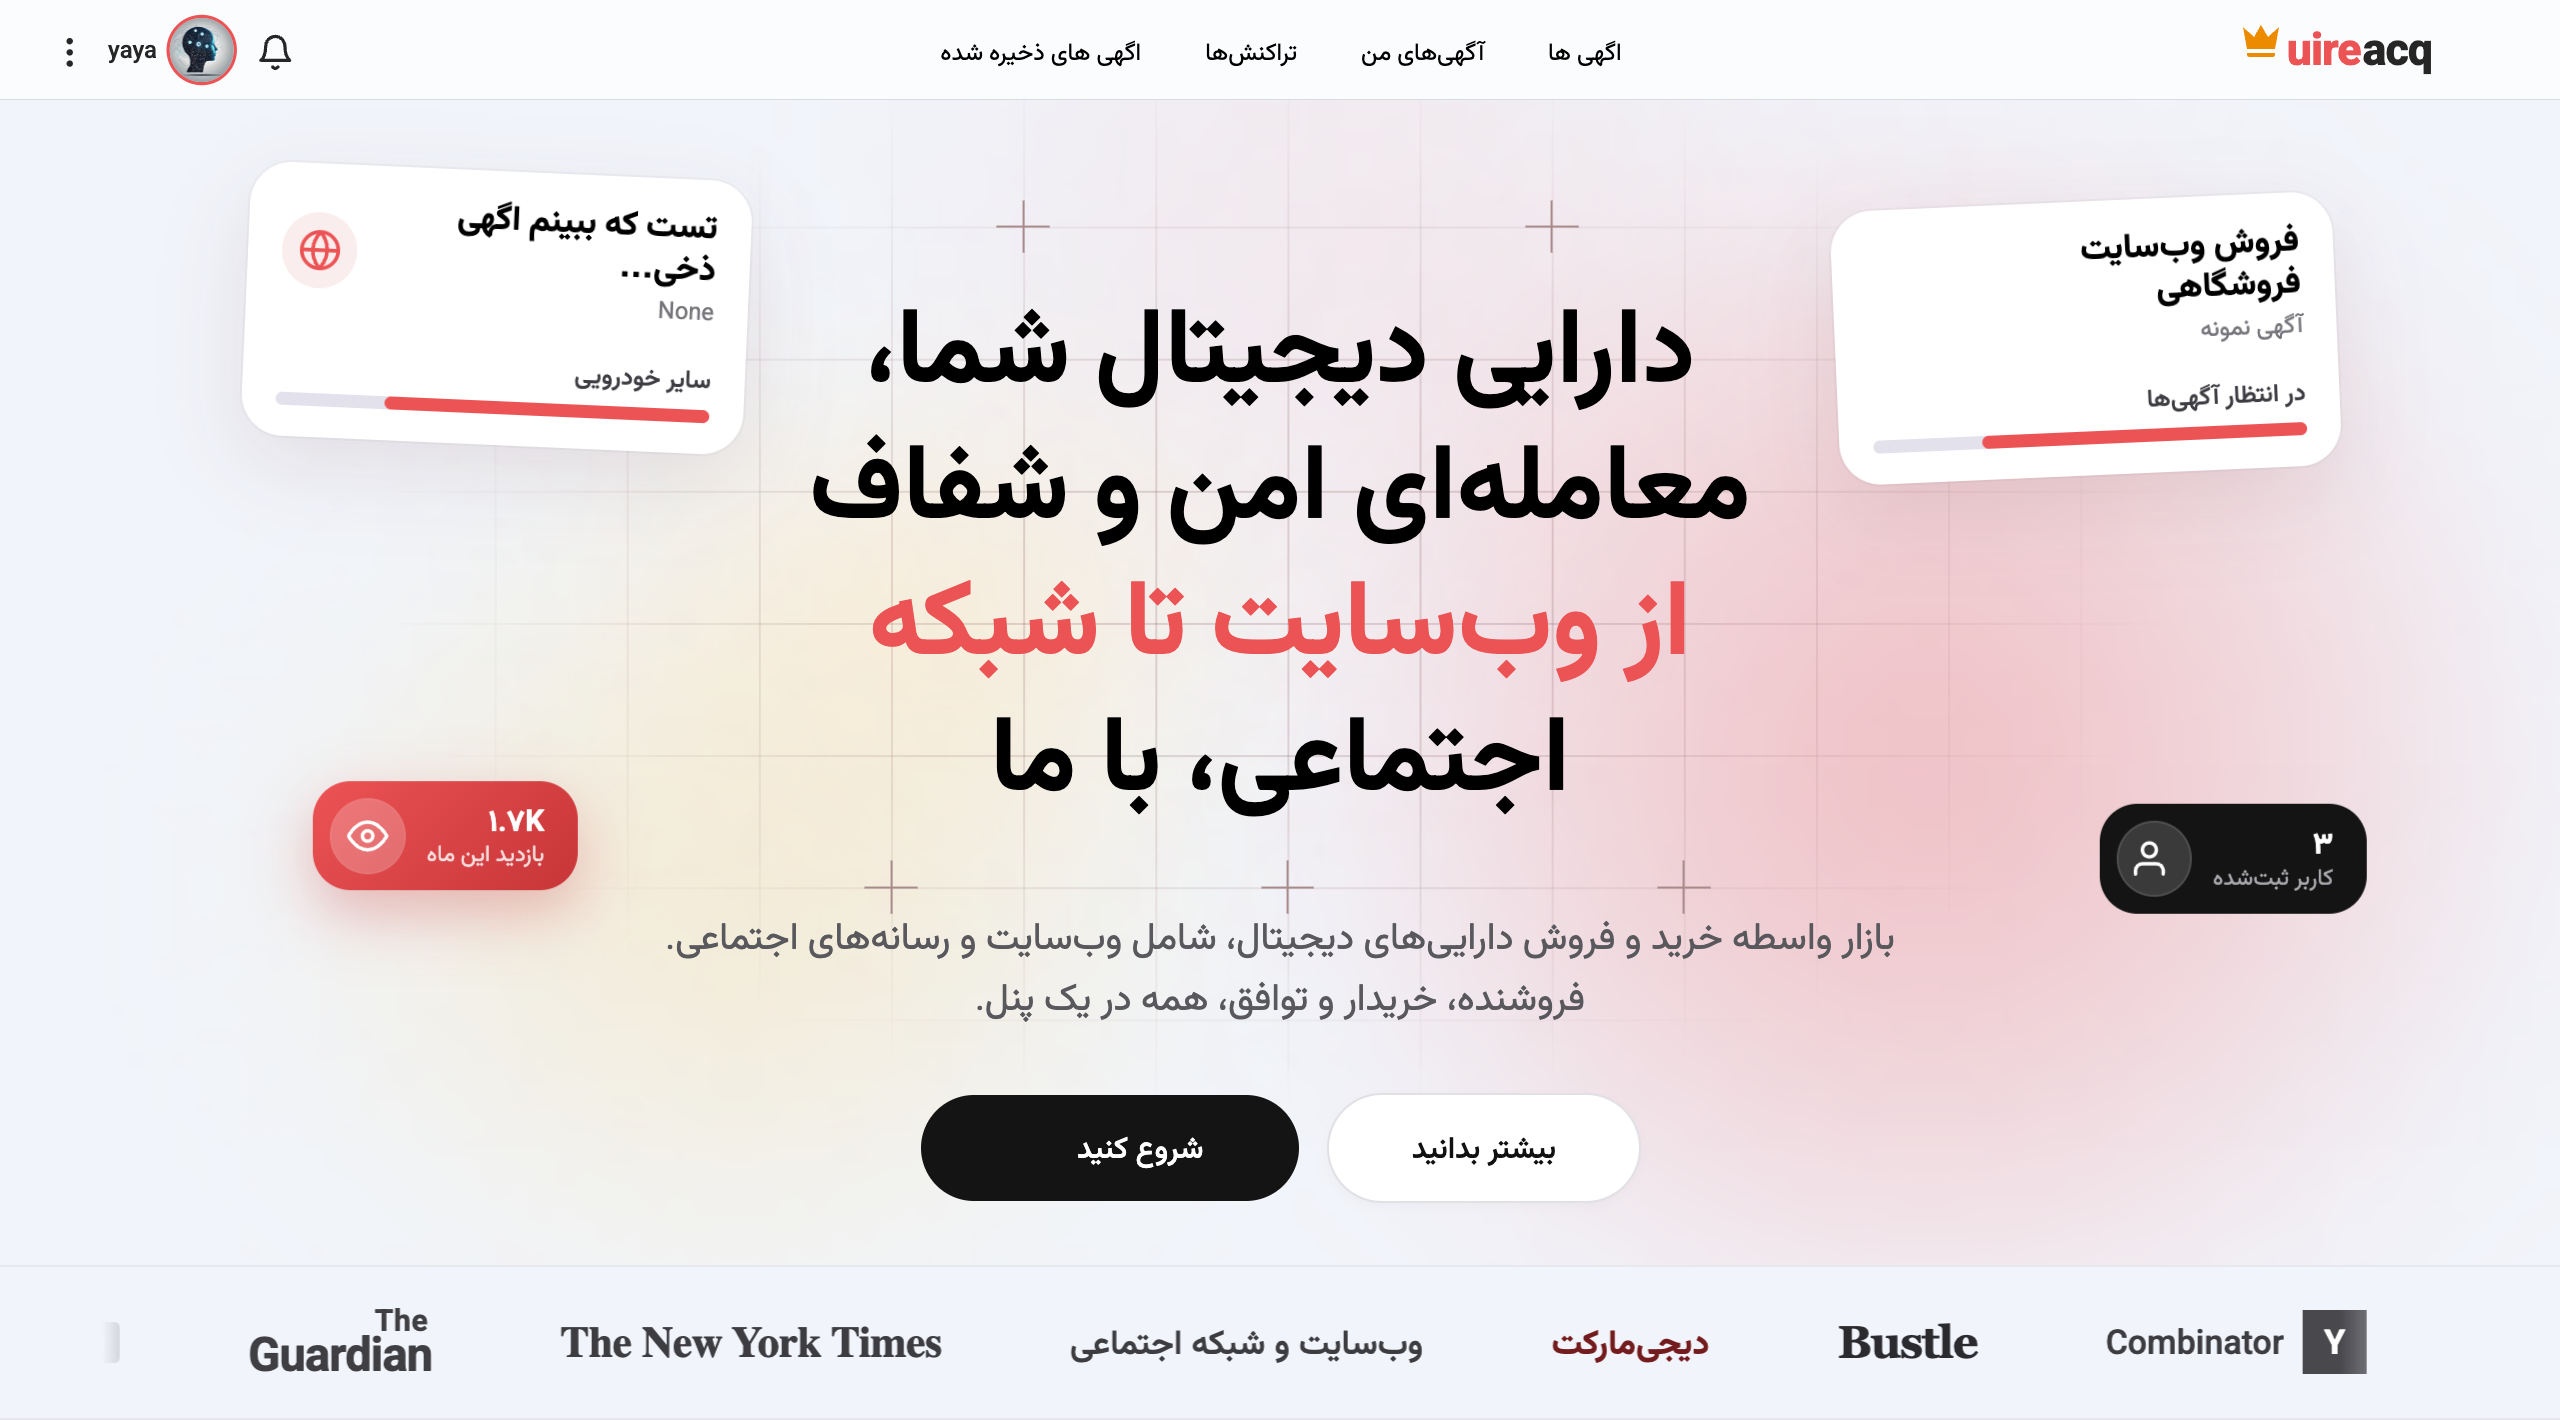 uireacq
اگهی ها
آگهی‌های من
تراکنش‌ها
اگهی های ذخیره شده
yaya
فروش وب‌سایت
فروشگاهی
آگهی نمونه
در انتظار آگهی‌ها
تست که ببینم اگهی
ذخی...
None
سایر خودرویی
دارایی دیجیتال شما،
معامله‌ای امن و شفاف
از وب‌سایت تا شبکه
اجتماعی، با ما
۳
کاربر ثبت‌شده
۱.۷K
بازدید این ماه
بازار واسطه خرید و فروش دارایی‌های دیجیتال، شامل وب‌سایت و رسانه‌های اجتماعی.
فروشنده، خریدار و توافق، همه در یک پنل.
بیشتر بدانید
شروع کنید
Y
Combinator
Bustle
دیجی‌مارکت
وب‌سایت و شبکه اجتماعی
The New York Times
The
Guardian